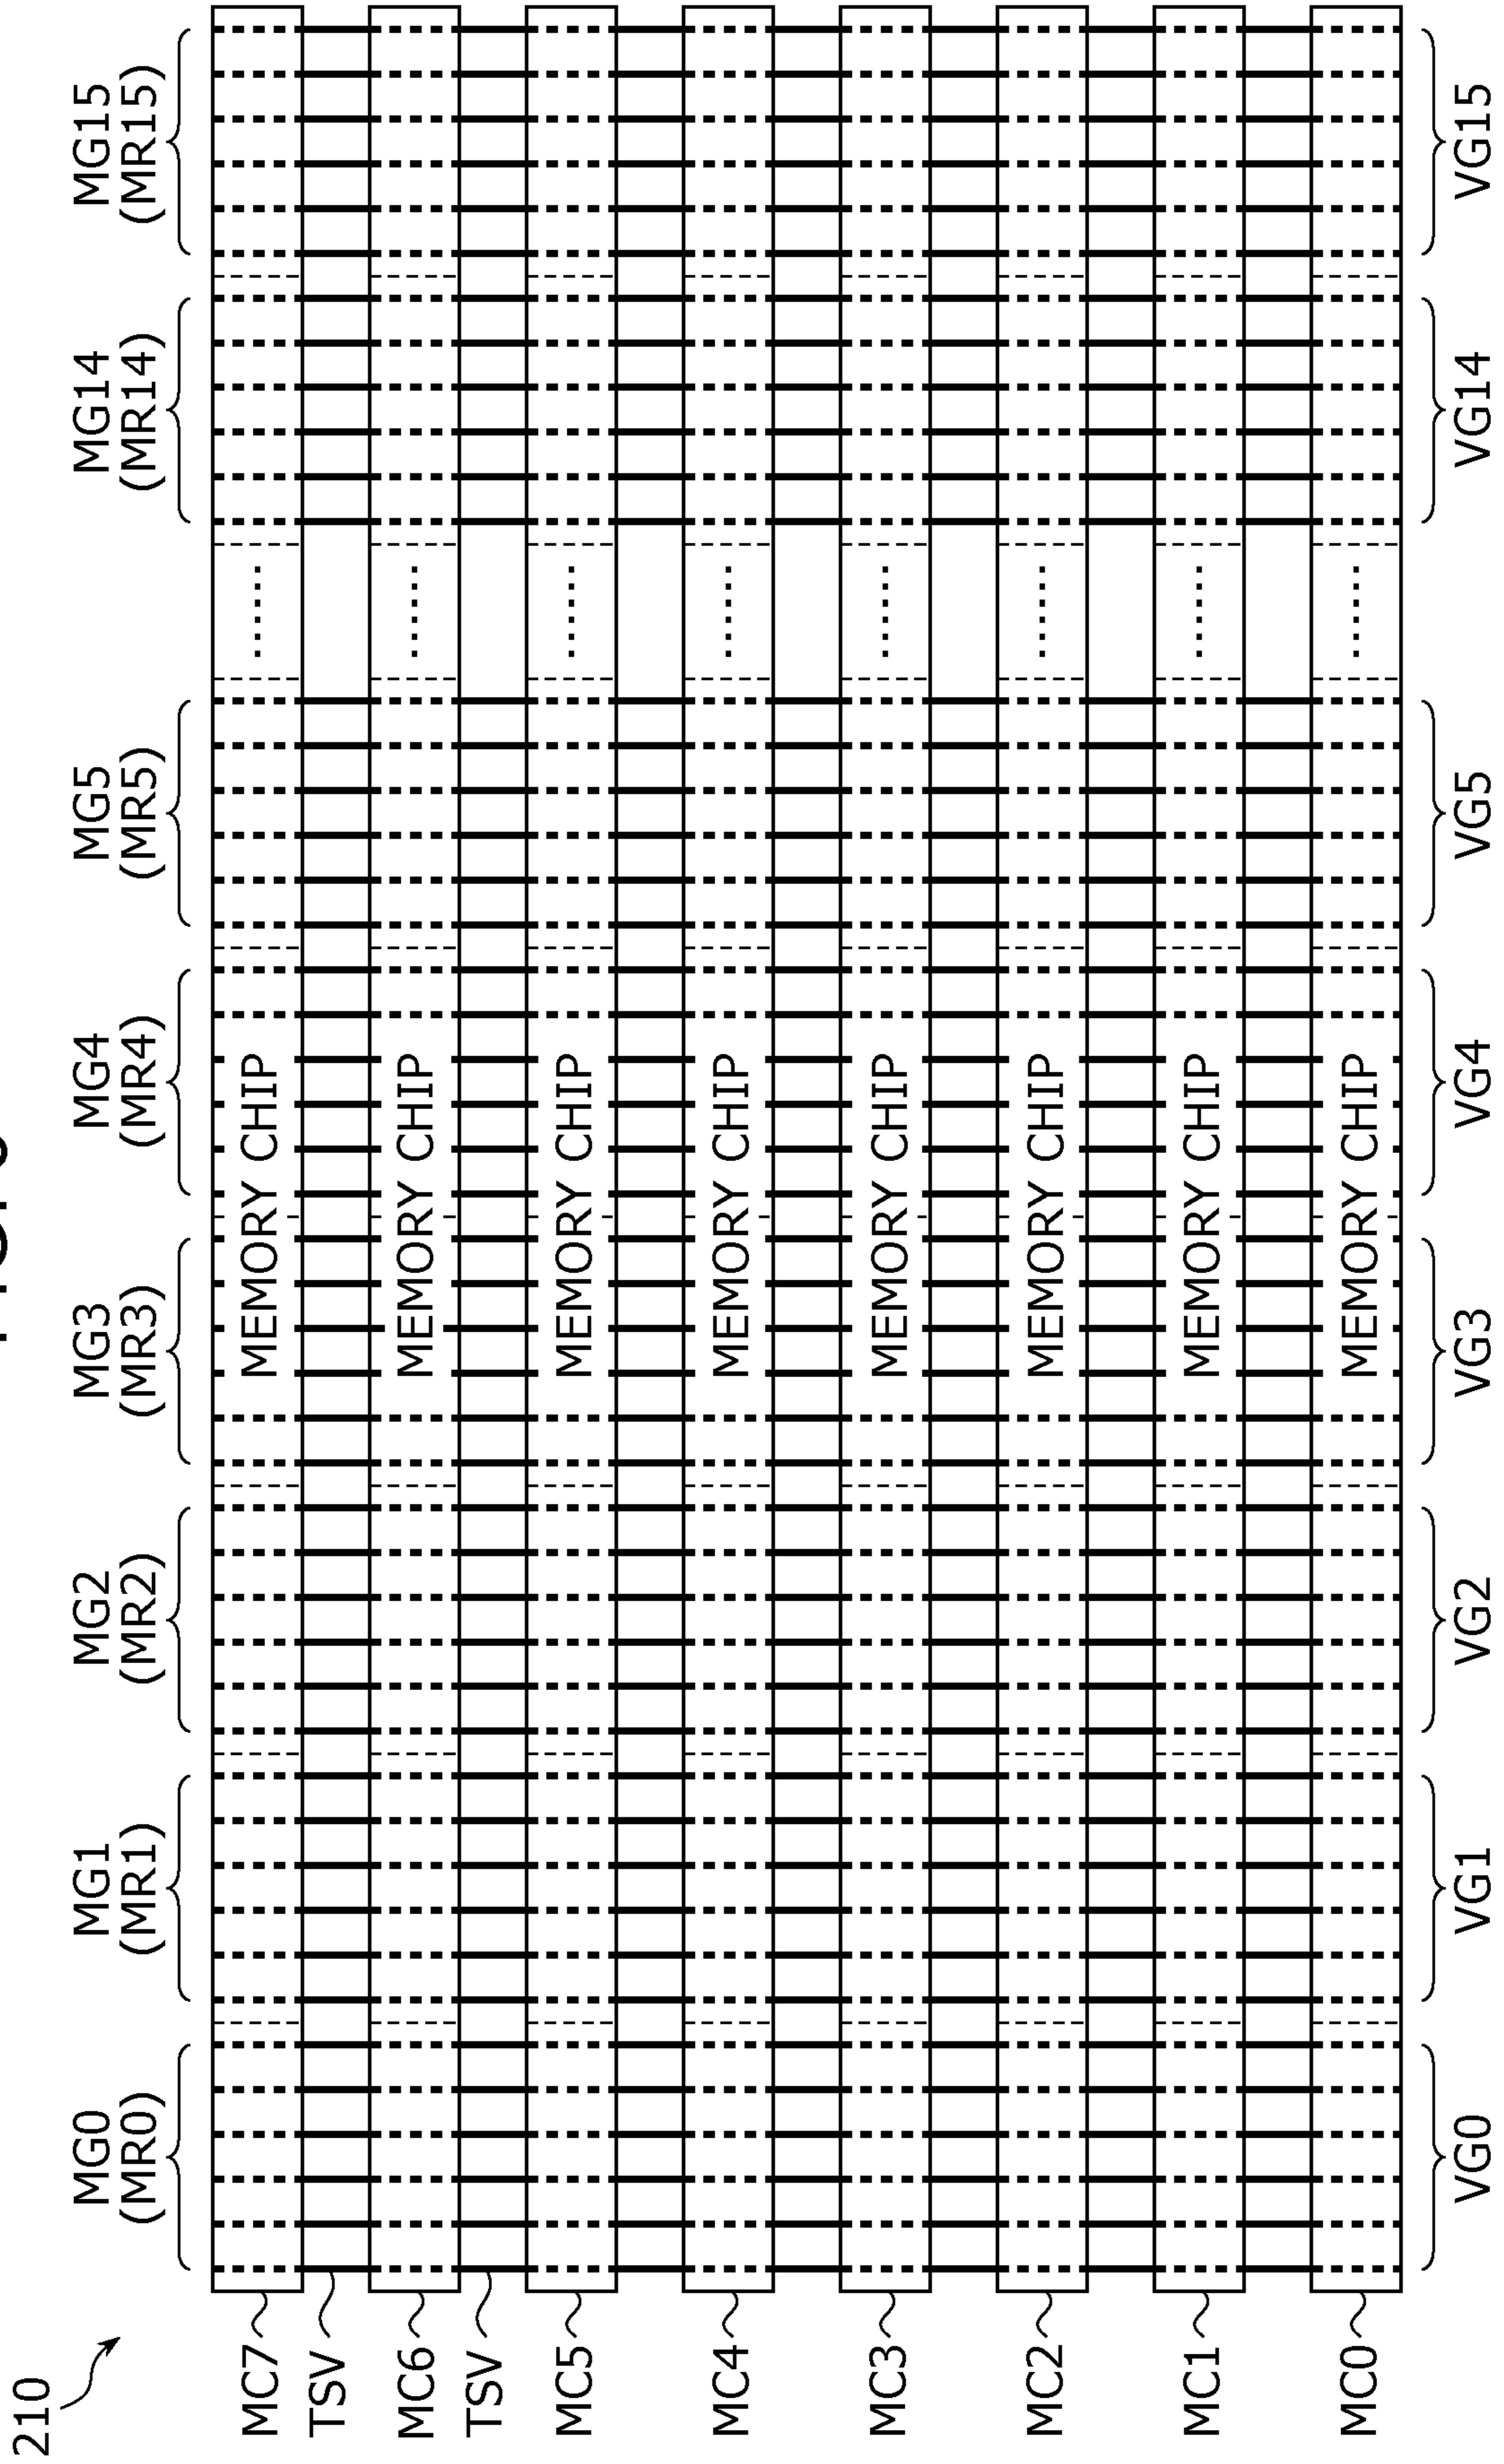 210
MG0
(MR0)
MG1
(MR1)
MG2
(MR2)
MG3
(MR3)
MG4
(MR4)
MG5
(MR5)
MG14
(MR14)
MG15
(MR15)
MC7
MEMORY CHIP
TSV
MC6
MEMORY CHIP
TSV
MC5
MEMORY CHIP
MC4
MEMORY CHIP
MC3
MEMORY CHIP
MC2
MEMORY CHIP
MC1
MEMORY CHIP
MC0
MEMORY CHIP
VG0
VG1
VG2
VG3
VG4
VG5
VG14
VG15